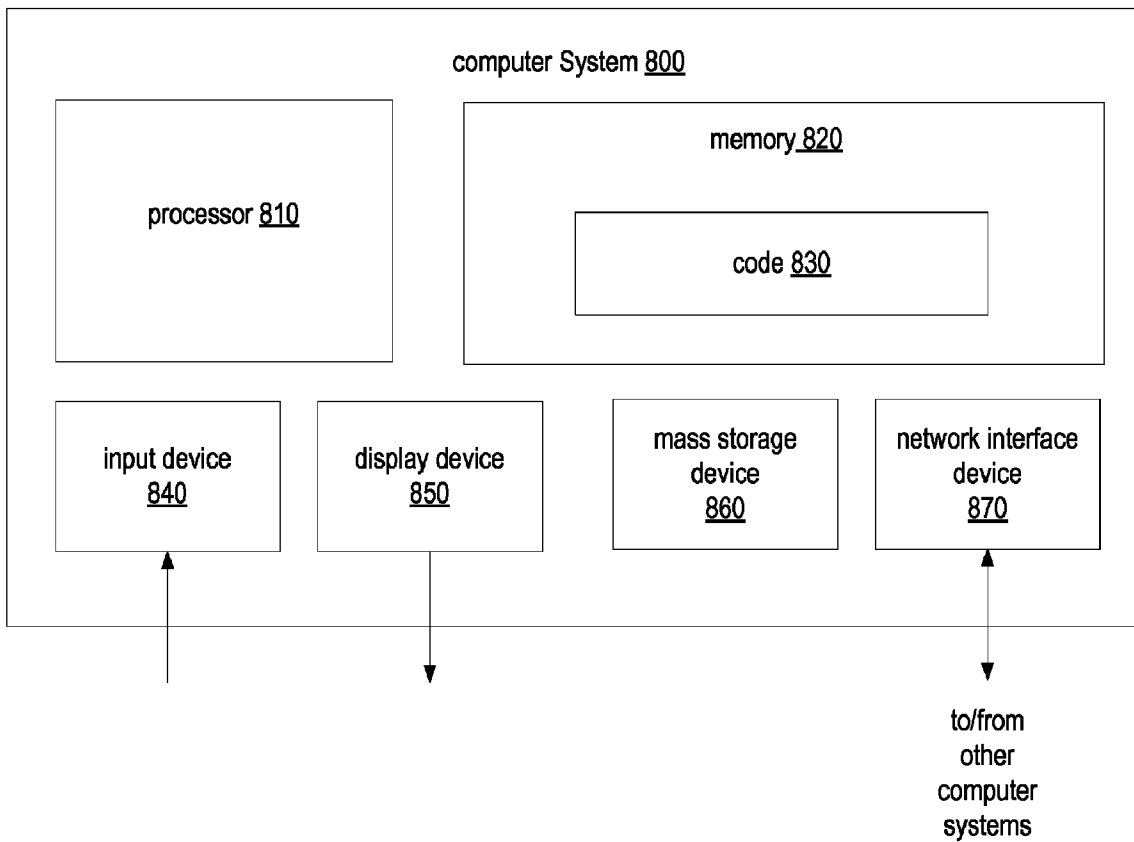 computer System 800
processor 810
memory 820
code 830
input device
840
display device
850
mass storage
device
860
network interface
device
870
to/from
other
computer
systems